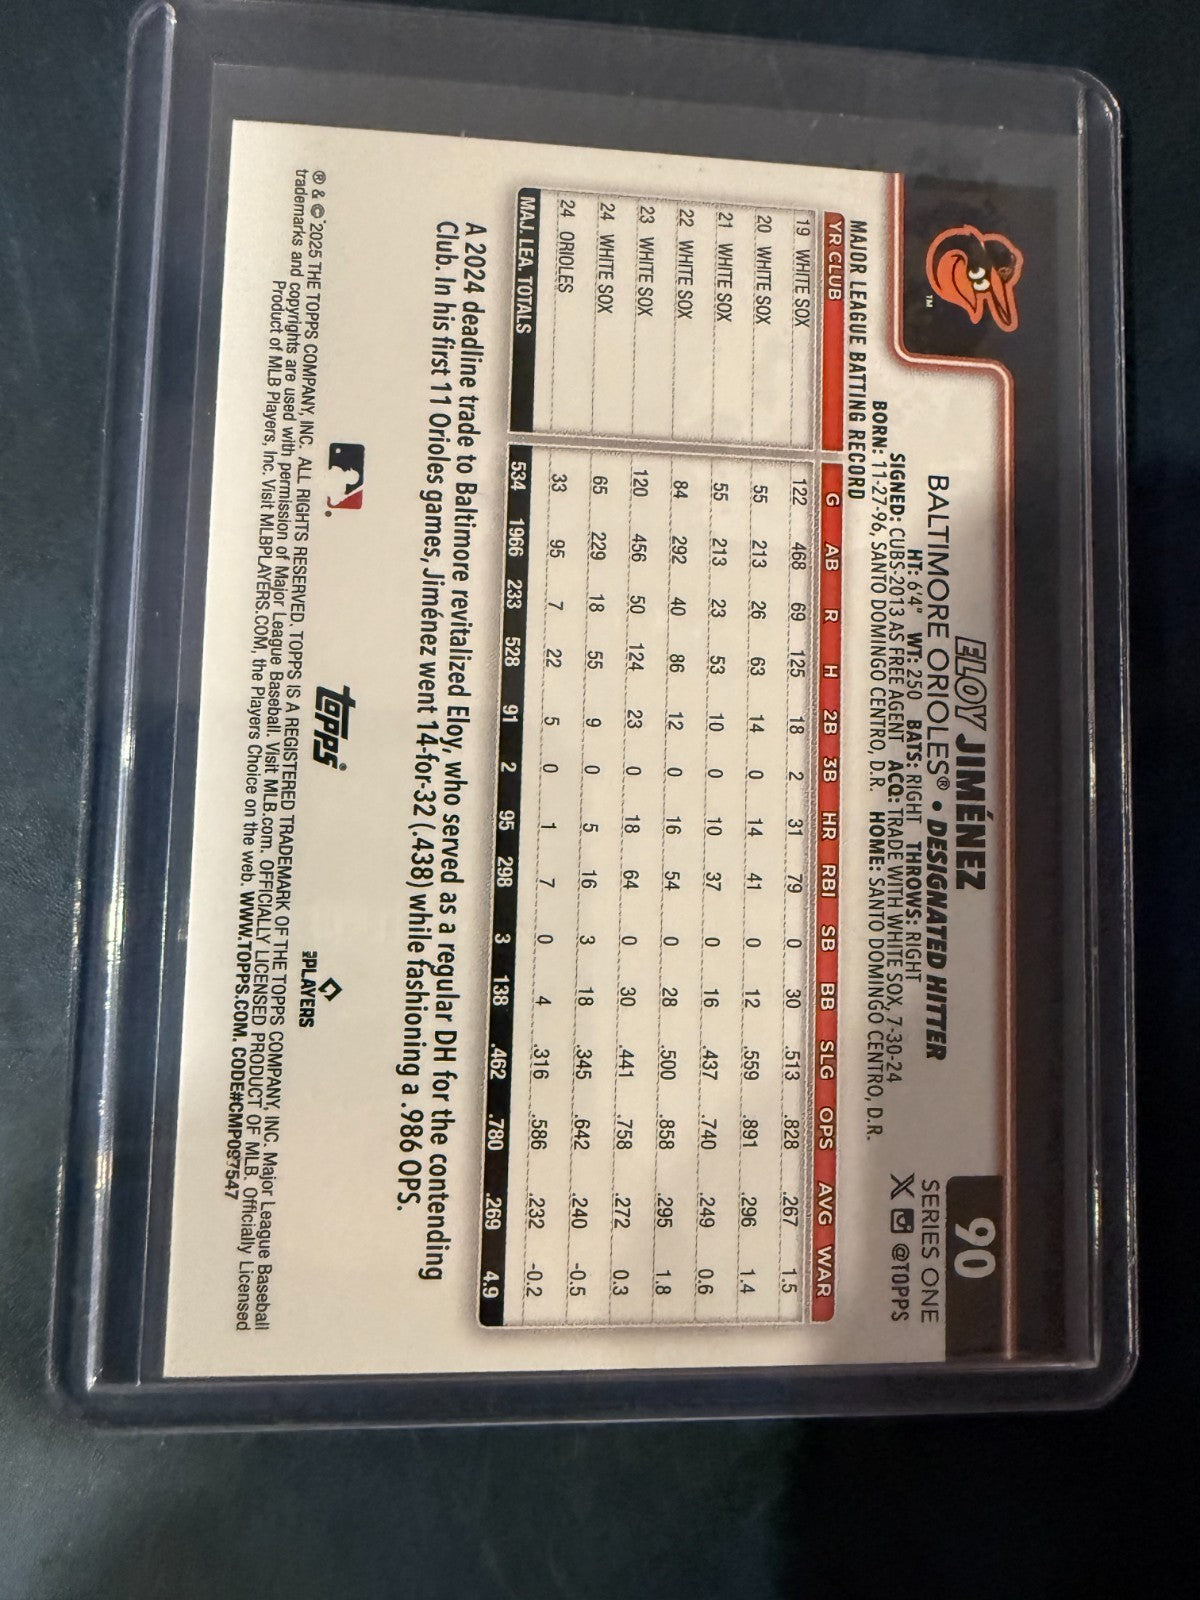 90
ELOY JIMÉNEZ
BALTIMORE ORIOLES® • DESIGNATED HITTER
SERIES ONE
HT: 6'4" WT: 250 BATS: RIGHT THROWS: RIGHT
@TOPPS
SIGNED: CUBS-2013 AS FREE AGENT ACQ: TRADE WITH WHITE SOX, 7-30-24
BORN: 11-27-96, SANTO DOMINGO CENTRO, D.R. HOME: SANTO DOMINGO CENTRO, D.R.
MAJOR LEAGUE BATTING RECORD
YR CLUB G AB R H 2B 3B HR RBI SB BB SLG OPS AVG WAR
19 WHITE SOX 122 468 69 125 18 2 31 79 0 30 .513 .828 .267 1.5
20 WHITE SOX 55 213 26 63 14 0 14 41 0 12 .559 .891 .296 1.4
21 WHITE SOX 55 213 23 53 10 0 10 37 0 16 .437 .740 .249 0.6
22 WHITE SOX 84 292 40 86 12 0 16 54 0 28 .500 .858 .295 1.8
23 WHITE SOX 120 456 50 124 23 0 18 64 0 30 .441 .758 .272 0.3
24 WHITE SOX 65 229 18 55 9 0 5 16 3 18 .345 .642 .240 -0.5
24 ORIOLES 33 95 7 22 5 0 1 7 0 4 .316 .586 .232 -0.2
MAJ. LEA. TOTALS 534 1966 233 528 91 2 95 298 3 138 .462 .780 .269 4.9
A 2024 deadline trade to Baltimore revitalized Eloy, who served as a regular DH for the contending
Club. In his first 11 Orioles games, Jiménez went 14-for-32 (.438) while fashioning a .986 OPS.
topps®
PLAYERS
® & © 2025 THE TOPPS COMPANY, INC. ALL RIGHTS RESERVED. TOPPS IS A REGISTERED TRADEMARK OF THE TOPPS COMPANY, INC. Major League Baseball
trademarks and copyrights are used with permission of Major League Baseball. Visit MLB.com. OFFICIALLY LICENSED PRODUCT OF MLB. Officially Licensed
Product of MLB Players, Inc. Visit MLBPLAYERS.COM, the Players Choice on the web. WWW.TOPPS.COM. CODE#CMP097547